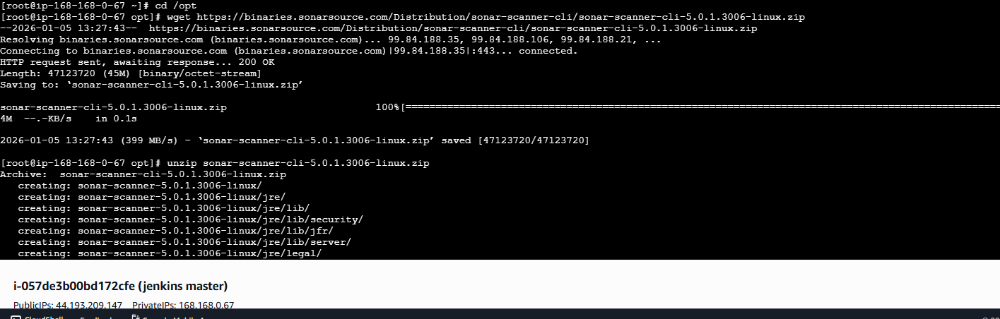 [root@ip-168-168-0-67 ~]# cd /opt
[root@ip-168-168-0-67 opt]# wget https://binaries.sonarsource.com/Distribution/sonar-scanner-cli/sonar-scanner-cli-5.0.1.3006-linux.zip
--2026-01-05 13:27:43--  https://binaries.sonarsource.com/Distribution/sonar-scanner-cli/sonar-scanner-cli-5.0.1.3006-linux.zip
Resolving binaries.sonarsource.com (binaries.sonarsource.com)... 99.84.188.35, 99.84.188.106, 99.84.188.21, ...
Connecting to binaries.sonarsource.com (binaries.sonarsource.com)|99.84.188.35|:443... connected.
HTTP request sent, awaiting response... 200 OK
Length: 47123720 (45M) [binary/octet-stream]
Saving to: ‘sonar-scanner-cli-5.0.1.3006-linux.zip’
sonar-scanner-cli-5.0.1.3006-linux.zip 100%[====================================================================================================
4M  --.-KB/s    in 0.1s
2026-01-05 13:27:43 (399 MB/s) - ‘sonar-scanner-cli-5.0.1.3006-linux.zip’ saved [47123720/47123720]
[root@ip-168-168-0-67 opt]# unzip sonar-scanner-cli-5.0.1.3006-linux.zip
Archive:  sonar-scanner-cli-5.0.1.3006-linux.zip
   creating: sonar-scanner-5.0.1.3006-linux/
   creating: sonar-scanner-5.0.1.3006-linux/jre/
   creating: sonar-scanner-5.0.1.3006-linux/jre/lib/
   creating: sonar-scanner-5.0.1.3006-linux/jre/lib/security/
   creating: sonar-scanner-5.0.1.3006-linux/jre/lib/jfr/
   creating: sonar-scanner-5.0.1.3006-linux/jre/lib/server/
   creating: sonar-scanner-5.0.1.3006-linux/jre/legal/
i-057de3b00bd172cfe (jenkins master)
PublicIPs: 44.193.209.147 PrivateIPs: 168.168.0.67
CloudShell